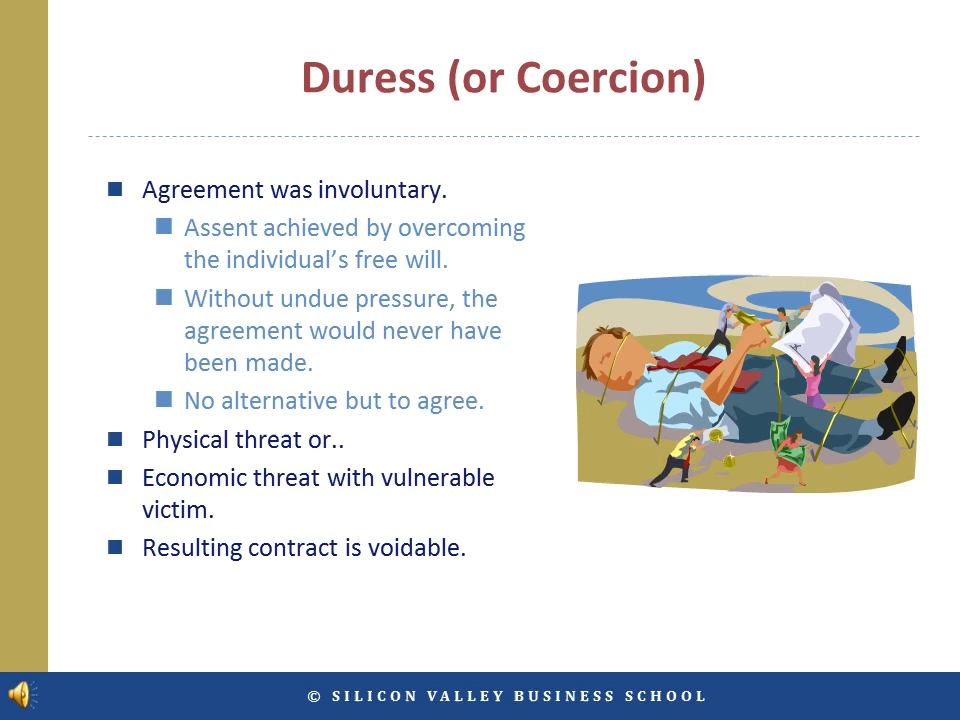 Duress (or Coercion)
Agreement was involuntary.
Assent achieved by overcoming
the individual’s free will.
Without undue pressure, the
agreement would never have
been made.
No alternative but to agree.
Physical threat or..
Economic threat with vulnerable
victim.
Resulting contract is voidable.
© SILICON VALLEY BUSINESS SCHOOL